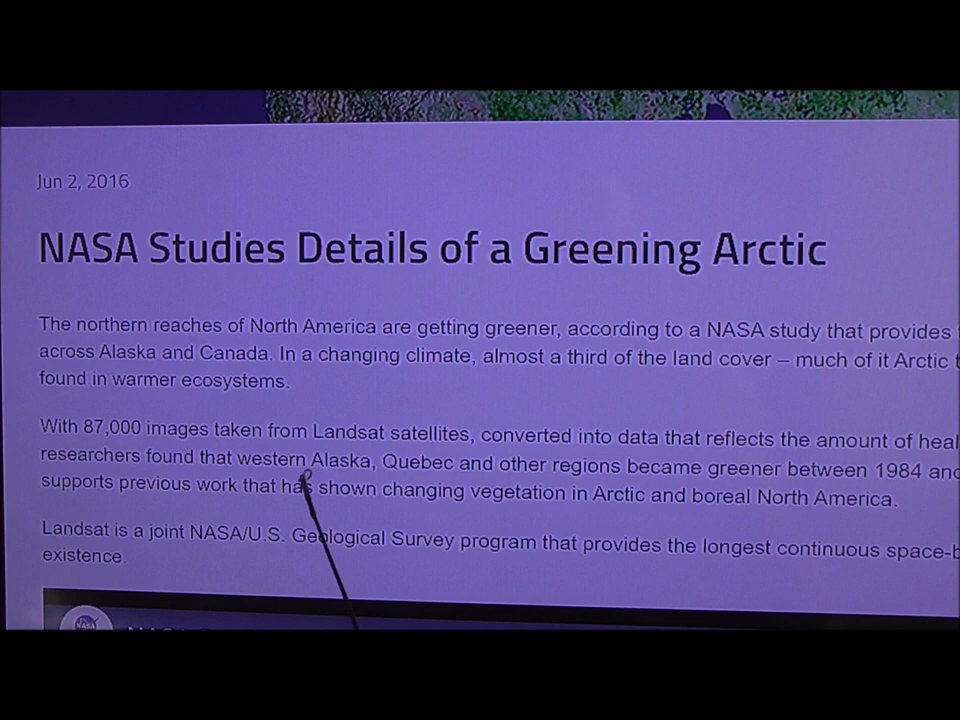 Jun 2, 2016
NASA Studies Details of a Greening Arctic
The northern reaches of North America are getting greener, according to a NASA study that provides
across Alaska and Canada. In a changing climate, almost a third of the land cover – much of it Arctic t
found in warmer ecosystems.
With 87,000 images taken from Landsat satellites, converted into data that reflects the amount of heal
researchers found that western Alaska, Quebec and other regions became greener between 1984 and
supports previous work that has shown changing vegetation in Arctic and boreal North America.
Landsat is a joint NASA/U.S. Geological Survey program that provides the longest continuous space-b
existence.
NASA